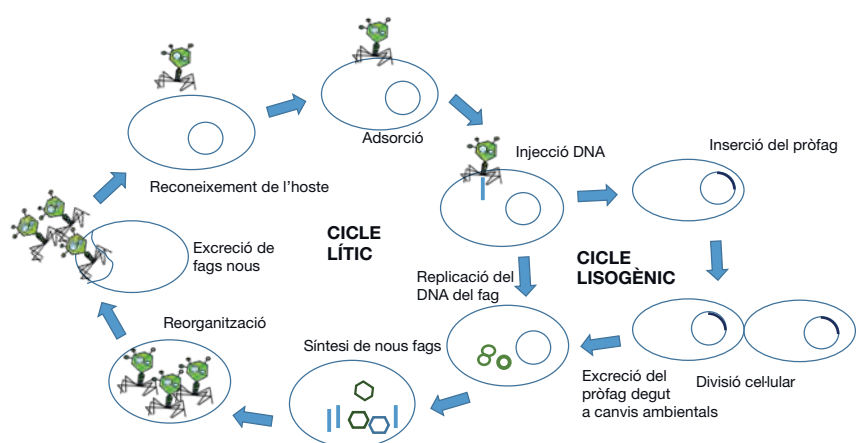 Adsorció
Injecció DNA
Inserció del pròfag
Reconeixement de l'hoste
CICLE
LÍTIC
Excreció de
fags nous
CICLE
LISOGÈNIC
Replicació del
DNA del fag
Reorganització
Síntesi de nous fags
Excreció del
pròfag degut
a canvis ambientals
Divisió cel·lular